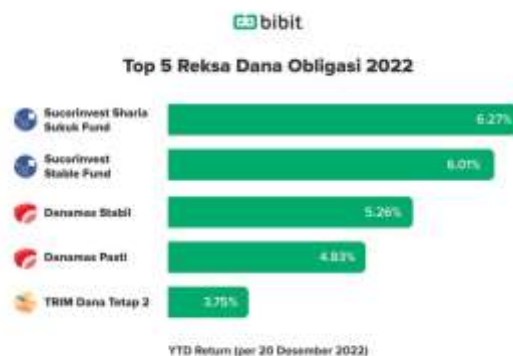 bibit
Top 5 Reksa Dana Obligasi 2022
Sucorinvest Sharia
Sukuk Fund
6.27%
Sucorinvest
Stable Fund
6.01%
Danamas Stabil
5.26%
Danamas Pasti
4.83%
TRIM Dana Tetap 2
3.75%
YTD Return (per 20 Desember 2022)